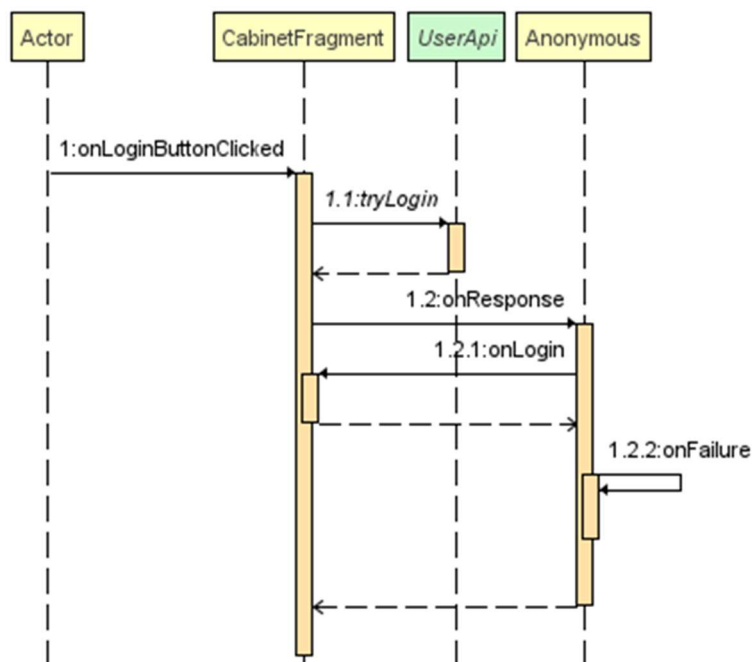 Actor
CabinetFragment
UserApi
Anonymous
1:onLoginButtonClicked
1.1:tryLogin
1.2:onResponse
1.2.1:onLogin
1.2.2:onFailure